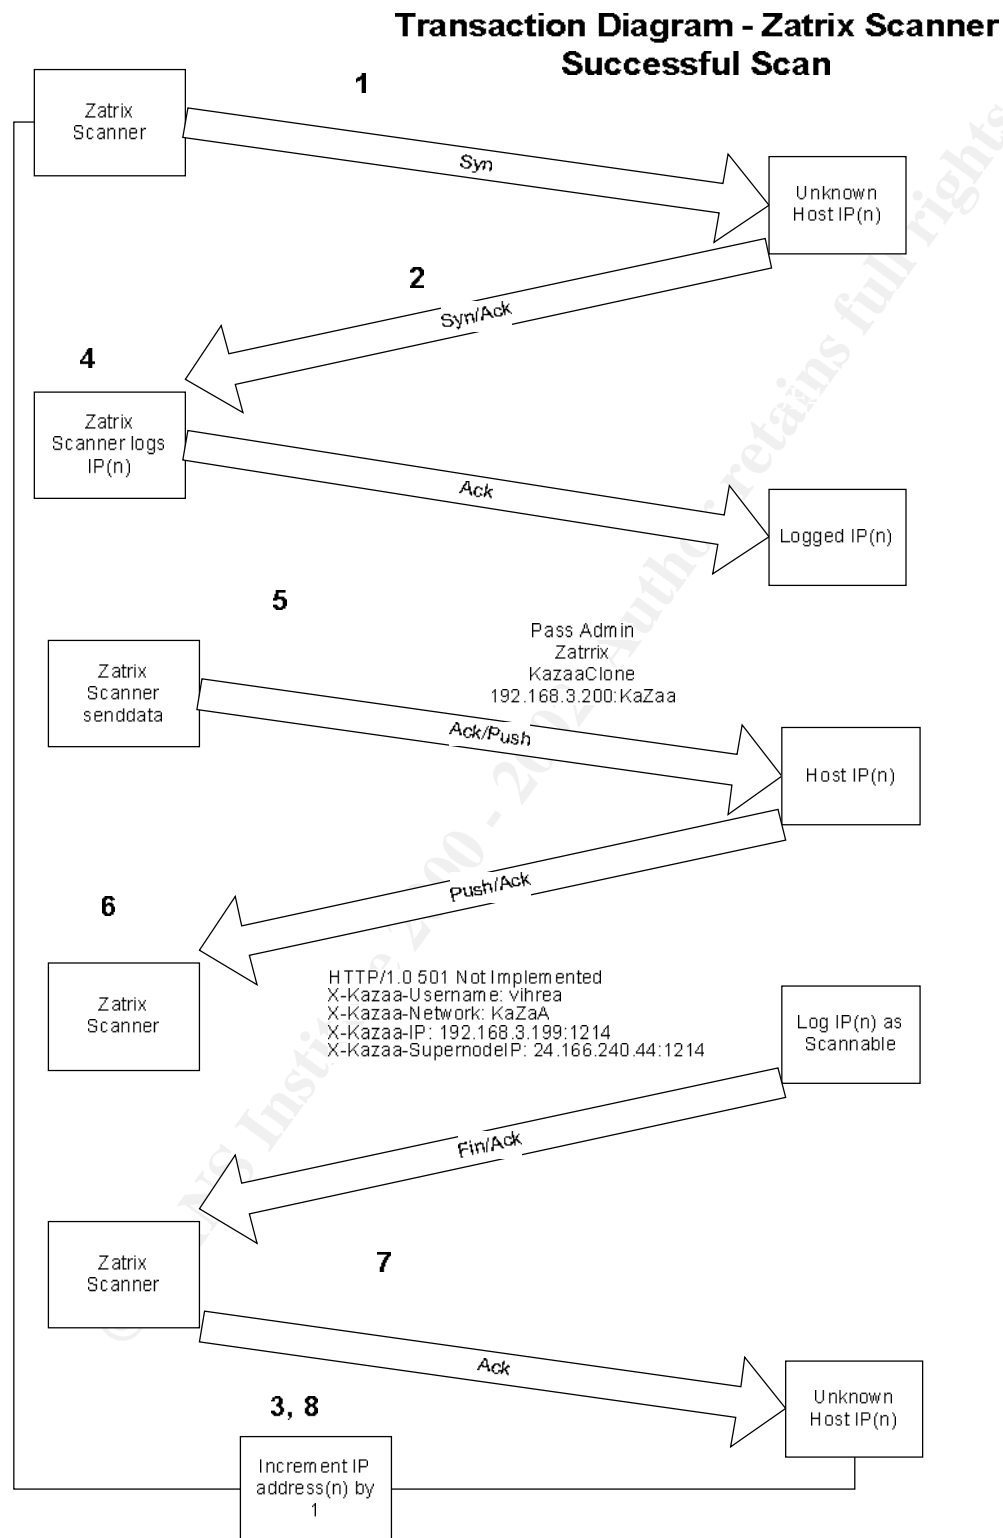 Transaction Diagram - Zatrix Scanner
Successful Scan
1
Zatrix
Scanner
Syn
Unknown
Host IP(n)
2
Syn/Ack
4
Zatrix
Scanner logs
IP(n)
Ack
Logged IP(n)
5
Pass Admin
Zatrrix
KazaaClone
192.168.3.200:KaZaa
Zatrix
Scanner
senddata
Ack/Push
Host IP(n)
Push/Ack
6
Zatrix
Scanner
HTTP/1.0 501 Not Implemented
X-Kazaa-Username: vihrea
X-Kazaa-Network: KaZaA
X-Kazaa-IP: 192.168.3.199:1214
X-Kazaa-SupernodeIP: 24.166.240.44:1214
Log IP(n) as
Scannable
Fin/Ack
Zatrix
Scanner
7
Ack
Unknown
Host IP(n)
3, 8
Increment IP
address(n) by
1
Author retains full rights